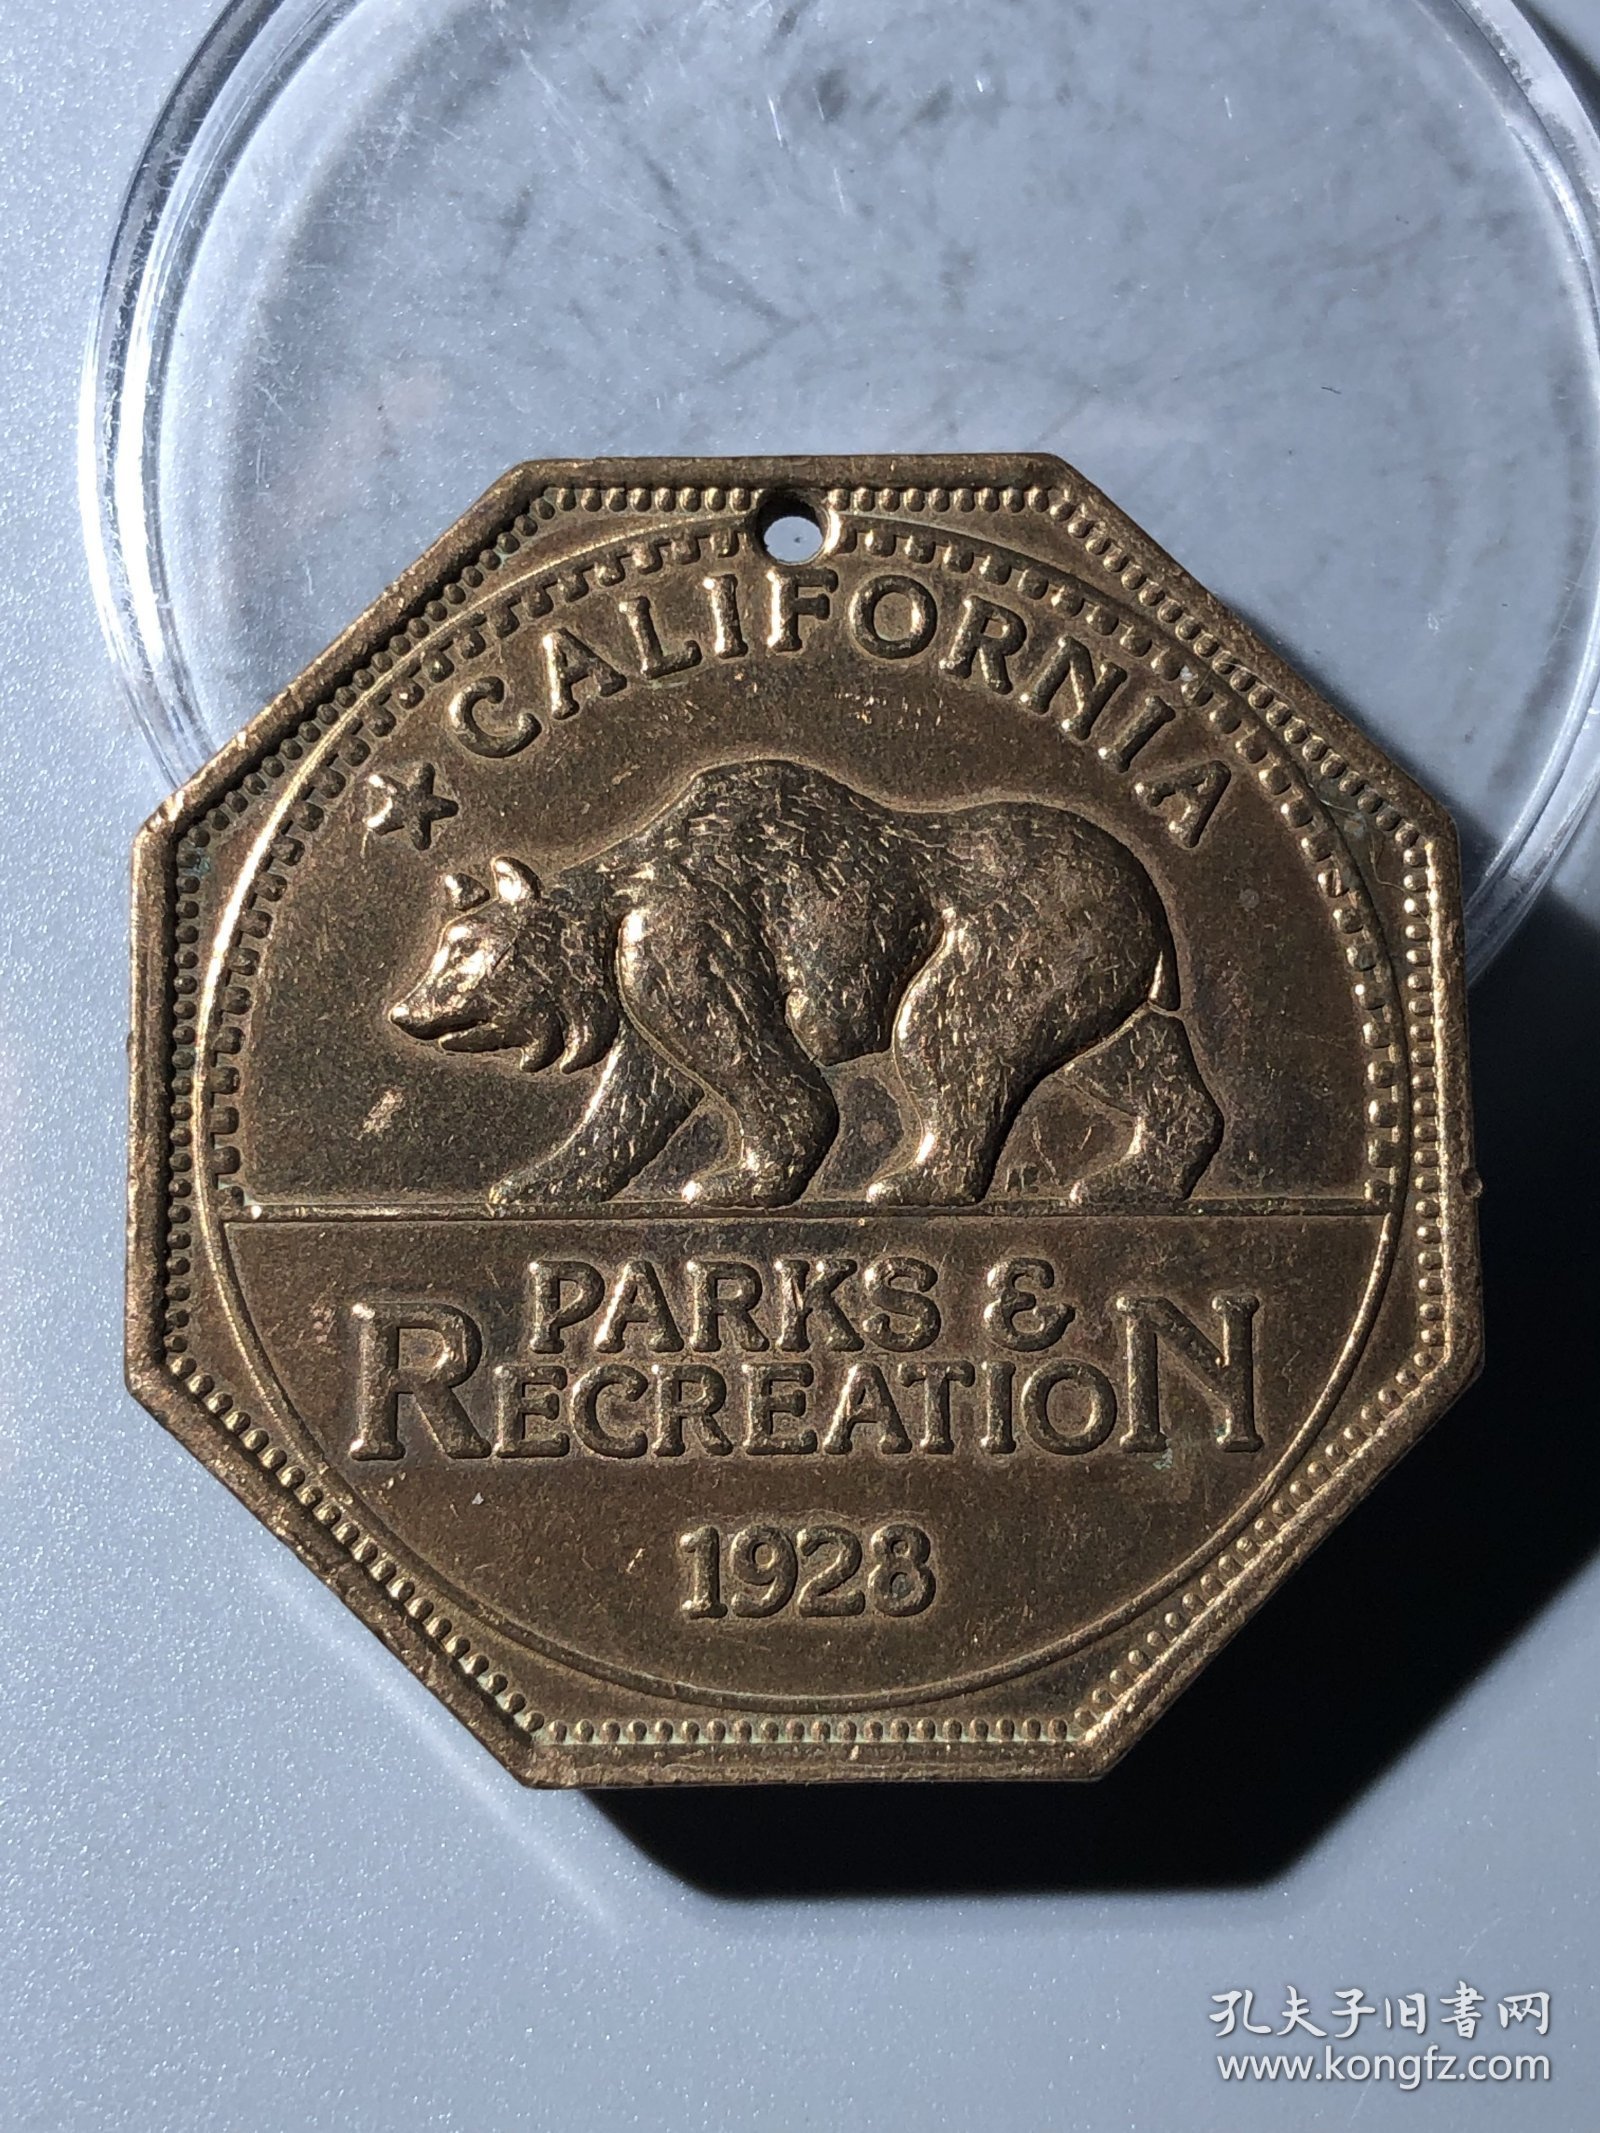 CALIFORNIA
PARKS &
RECREATION
1928
孔夫子旧书网
www.kongfz.com